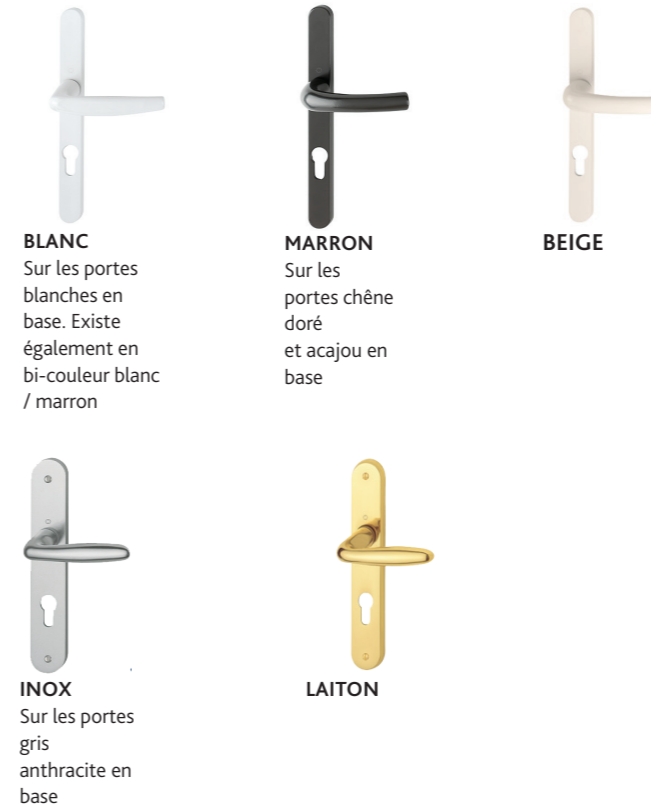 BLANC
Sur les portes
blanches en
base. Existe
également en
bi-couleur blanc
/ marron
MARRON
Sur les
portes chêne
doré
et acajou en
base
BEIGE
INOX
Sur les portes
gris
anthracite en
base
LAITON